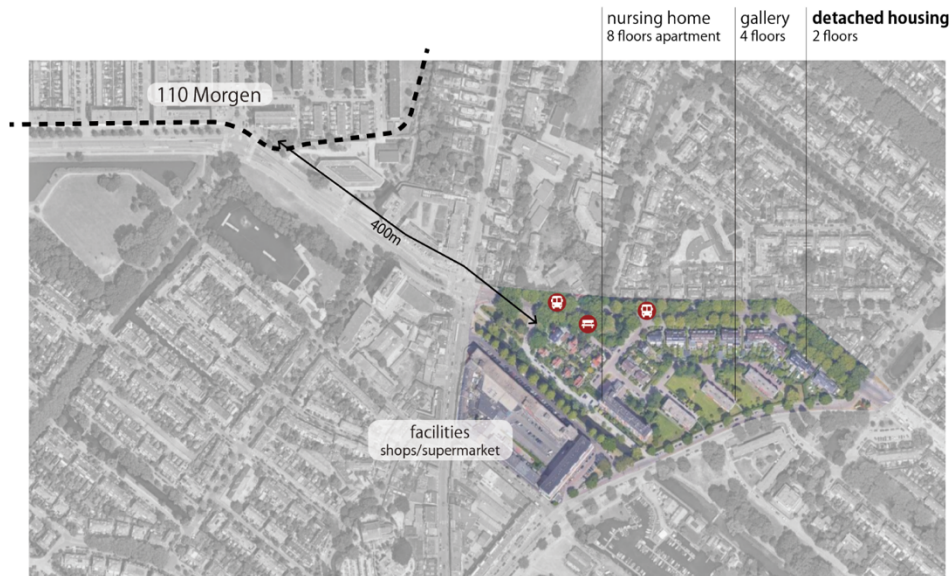 nursing home
8 floors apartment
gallery
4 floors
detached housing
2 floors
110 Morgen
400m
facilities
shops/supermarket